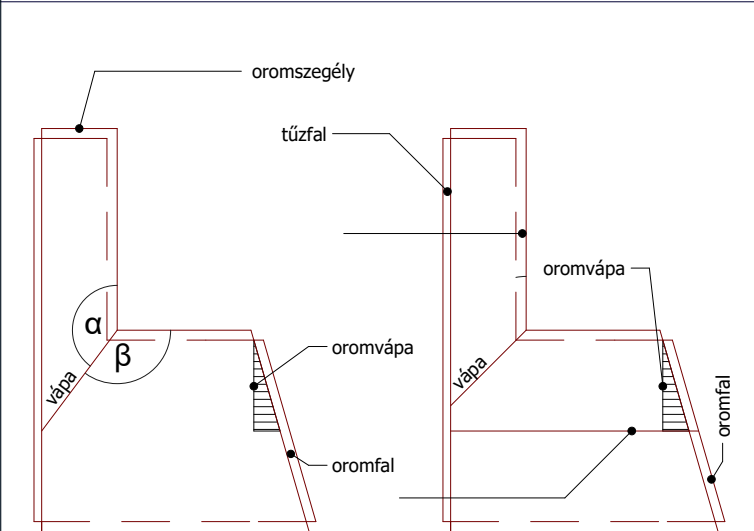 oromszegély
tűzfal
oromvápa
α
β
vápa
oromvápa
vápa
oromfal
oromfal